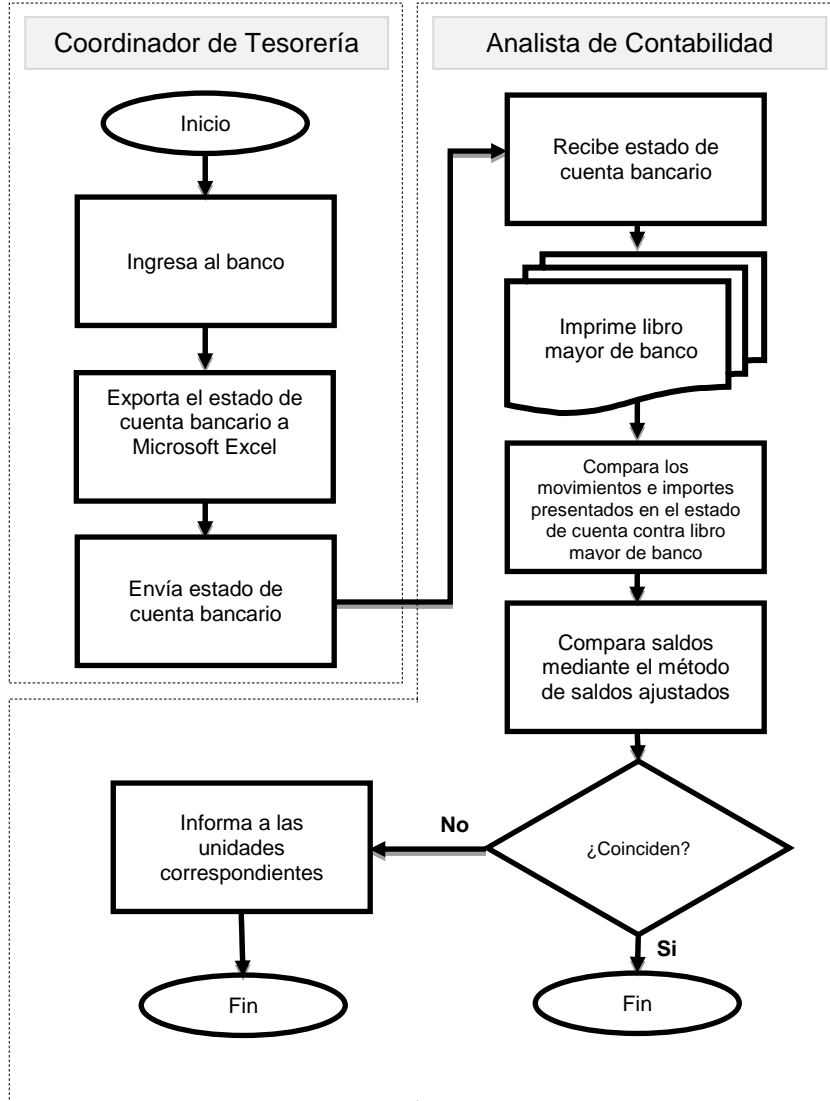 Coordinador de Tesorería
Inicio
Ingresa al banco
Exporta el estado de
cuenta bancario a
Microsoft Excel
Envía estado de
cuenta bancario
Analista de Contabilidad
Recibe estado de
cuenta bancario
Imprime libro
mayor de banco
Compara los
movimientos e importes
presentados en el estado
de cuenta contra libro
mayor de banco
Compara saldos
mediante el método
de saldos ajustados
¿Coinciden?
No
Informa a las
unidades
correspondientes
Fin
Si
Fin